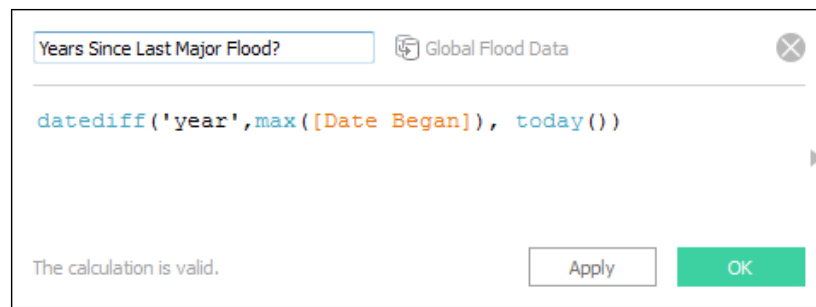 Years Since Last Major Flood?
Global Flood Data
datediff('year',max([Date Began]), today())
The calculation is valid.
Apply
OK